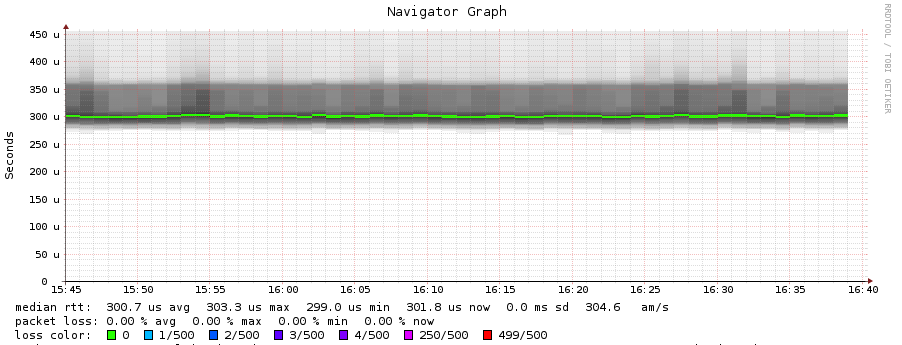 Navigator Graph
RRDTOOL / TOBI OETIKER
Seconds
450 u
400 u
350 u
300 u
250 u
200 u
150 u
100 u
50 u
0
15:45 15:50 15:55 16:00 16:05 16:10 16:15 16:20 16:25 16:30 16:35 16:40
median rtt: 300.7 us avg 303.3 us max 299.0 us min 301.8 us now 0.0 ms sd 304.6 am/s
packet loss: 0.00 % avg 0.00 % max 0.00 % min 0.00 % now
loss color: 0 1/500 2/500 3/500 4/500 250/500 499/500